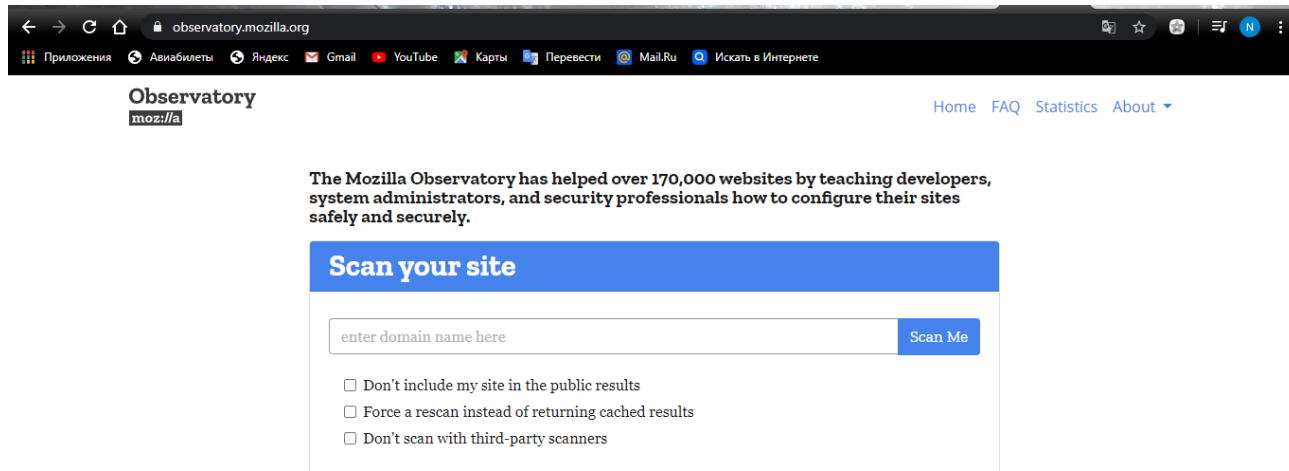 observatory.mozilla.org
N
Приложения Авиабилеты Яндекс Gmail YouTube Карты Перевести Mail.Ru Искать в Интернете
Observatory
moz://a
Home FAQ Statistics About
The Mozilla Observatory has helped over 170,000 websites by teaching developers,
system administrators, and security professionals how to configure their sites
safely and securely.
Scan your site
enter domain name here Scan Me
Don't include my site in the public results
Force a rescan instead of returning cached results
Don't scan with third-party scanners